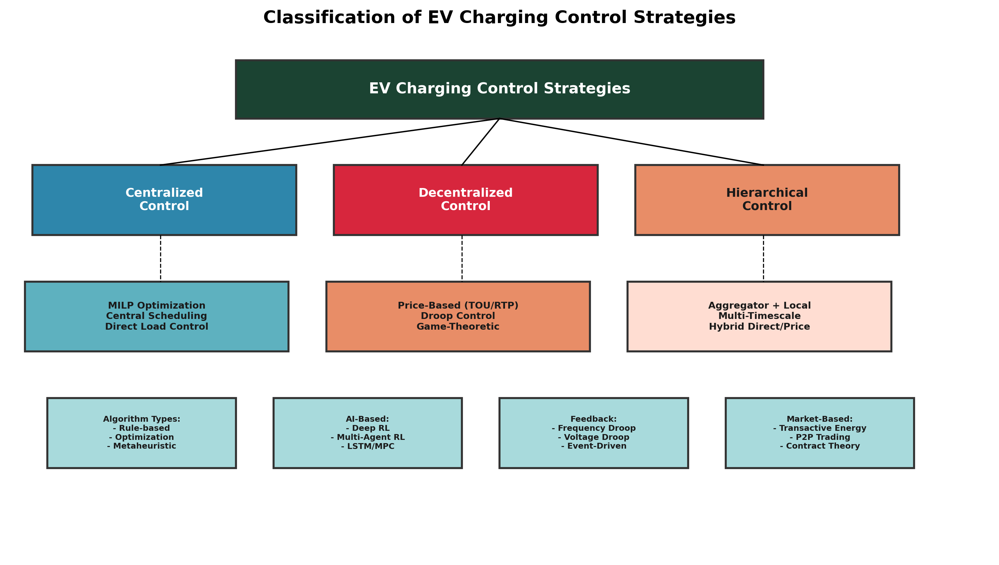 Classification of EV Charging Control Strategies
EV Charging Control Strategies
Centralized
Control
Decentralized
Control
Hierarchical
Control
MILP Optimization
Central Scheduling
Direct Load Control
Price-Based (TOU/RTP)
Droop Control
Game-Theoretic
Aggregator + Local
Multi-Timescale
Hybrid Direct/Price
Algorithm Types:
- Rule-based
- Optimization
- Metaheuristic
AI-Based:
- Deep RL
- Multi-Agent RL
- LSTM/MPC
Feedback:
- Frequency Droop
- Voltage Droop
- Event-Driven
Market-Based:
- Transactive Energy
- P2P Trading
- Contract Theory